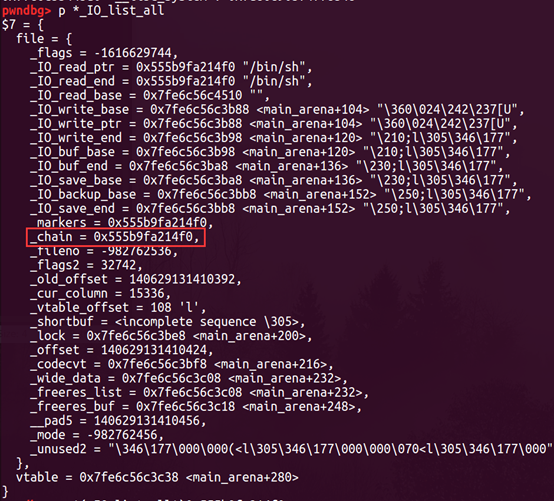 pwndbg> p *_IO_list_all
$7 = {
  file = {
    _flags = -1616629744,
    _IO_read_ptr = 0x555b9fa214f0 "/bin/sh",
    _IO_read_end = 0x555b9fa214f0 "/bin/sh",
    _IO_read_base = 0x7fe6c56c4510 "",
    _IO_write_base = 0x7fe6c56c3b88 <main_arena+104> "\360\024\242\237[U",
    _IO_write_ptr = 0x7fe6c56c3b88 <main_arena+104> "\360\024\242\237[U",
    _IO_write_end = 0x7fe6c56c3b98 <main_arena+120> "\210;l\305\346\177",
    _IO_buf_base = 0x7fe6c56c3b98 <main_arena+120> "\210;l\305\346\177",
    _IO_buf_end = 0x7fe6c56c3ba8 <main_arena+136> "\230;l\305\346\177",
    _IO_save_base = 0x7fe6c56c3ba8 <main_arena+136> "\230;l\305\346\177",
    _IO_backup_base = 0x7fe6c56c3bb8 <main_arena+152> "\250;l\305\346\177",
    _IO_save_end = 0x7fe6c56c3bb8 <main_arena+152> "\250;l\305\346\177",
    _markers = 0x555b9fa214f0,
    _chain = 0x555b9fa214f0,
    _fileno = -982762536,
    _flags2 = 32742,
    _old_offset = 140629131410392,
    _cur_column = 15336,
    _vtable_offset = 108 'l',
    _shortbuf = <incomplete sequence \305>,
    _lock = 0x7fe6c56c3be8 <main_arena+200>,
    _offset = 140629131410424,
    _codecvt = 0x7fe6c56c3bf8 <main_arena+216>,
    _wide_data = 0x7fe6c56c3c08 <main_arena+232>,
    _freeres_list = 0x7fe6c56c3c08 <main_arena+232>,
    _freeres_buf = 0x7fe6c56c3c18 <main_arena+248>,
    __pad5 = 140629131410456,
    _mode = -982762456,
    _unused2 = "\346\177\000\000(<l\305\346\177\000\000\070<l\305\346\177\000\000"
  },
  vtable = 0x7fe6c56c3c38 <main_arena+280>
}